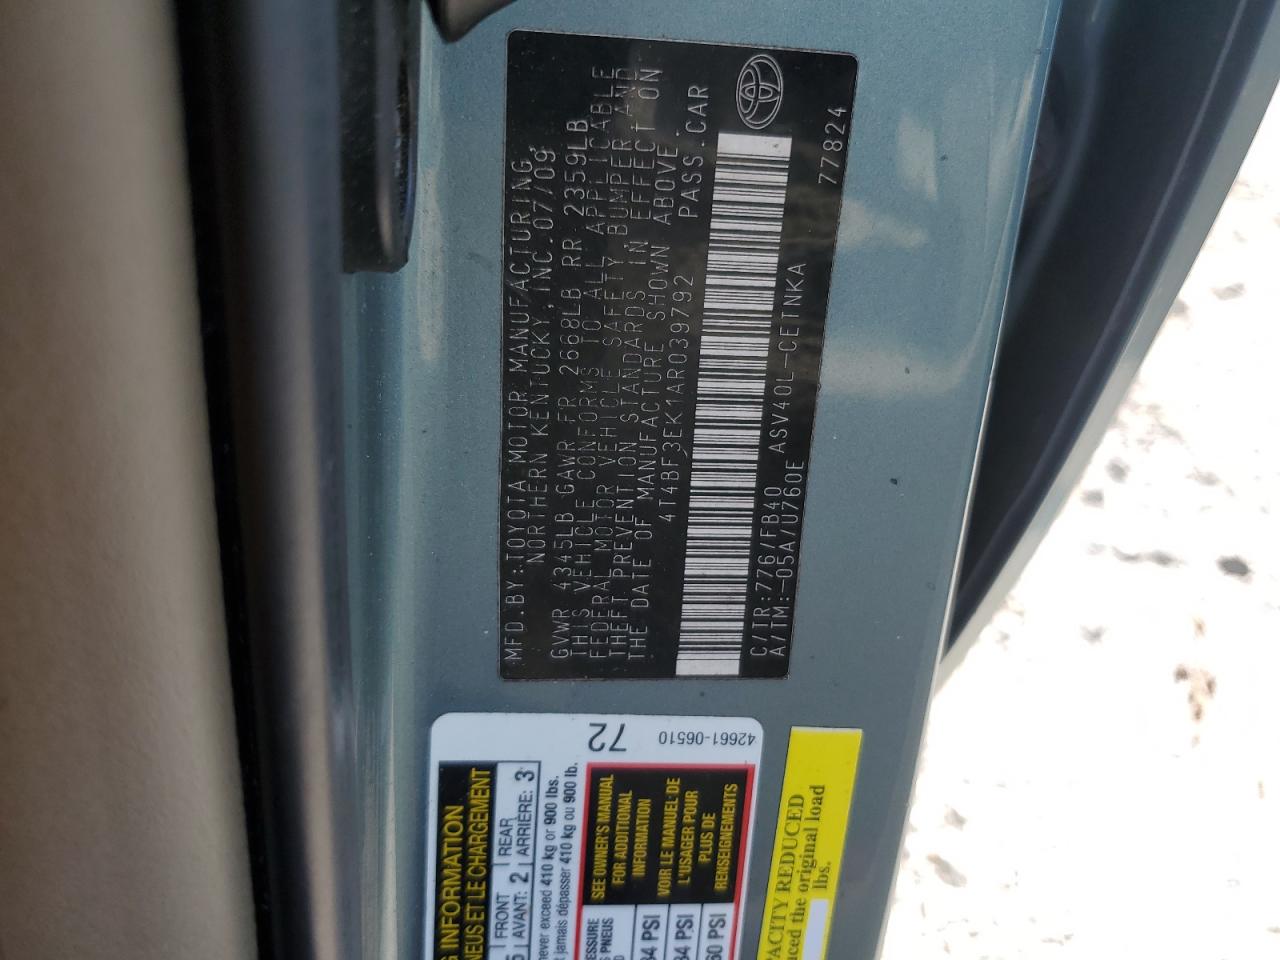 MFD.BY:TOYOTA MOTOR MANUFACTURING,
NORTHERN KENTUCKY, INC. 07/09
GVWR 4345LB GAWR FR 2668LB RR 2359LB
THIS VEHICLE CONFORMS TO ALL APPLICABLE
FEDERAL MOTOR VEHICLE SAFETY BUMPER AND
THEFT PREVENTION STANDARDS IN EFFECT ON
THE DATE OF MANUFACTURE SHOWN ABOVE.
4T4BF3EK1AR039792 PASS.CAR
C/TR:776/FB40 ASV40L-CETNKA
A/TM:-05A/U760E 77824
INFORMATION
PNEUS ET LE CHARGEMENT
FRONT 2 REAR 3
AVANT: ARRIÈRE:
never exceed 410 kg or 900 lbs.
jamais dépasser 410 kg ou 900 lb.
72
42661-06510
SEE OWNER'S MANUAL
FOR ADDITIONAL
INFORMATION
VOIR LE MANUEL DE
L'USAGER POUR
PLUS DE
RENSEIGNEMENTS
PNEUS
34 PSI
34 PSI
60 PSI
REDUCED
the original load
lbs.